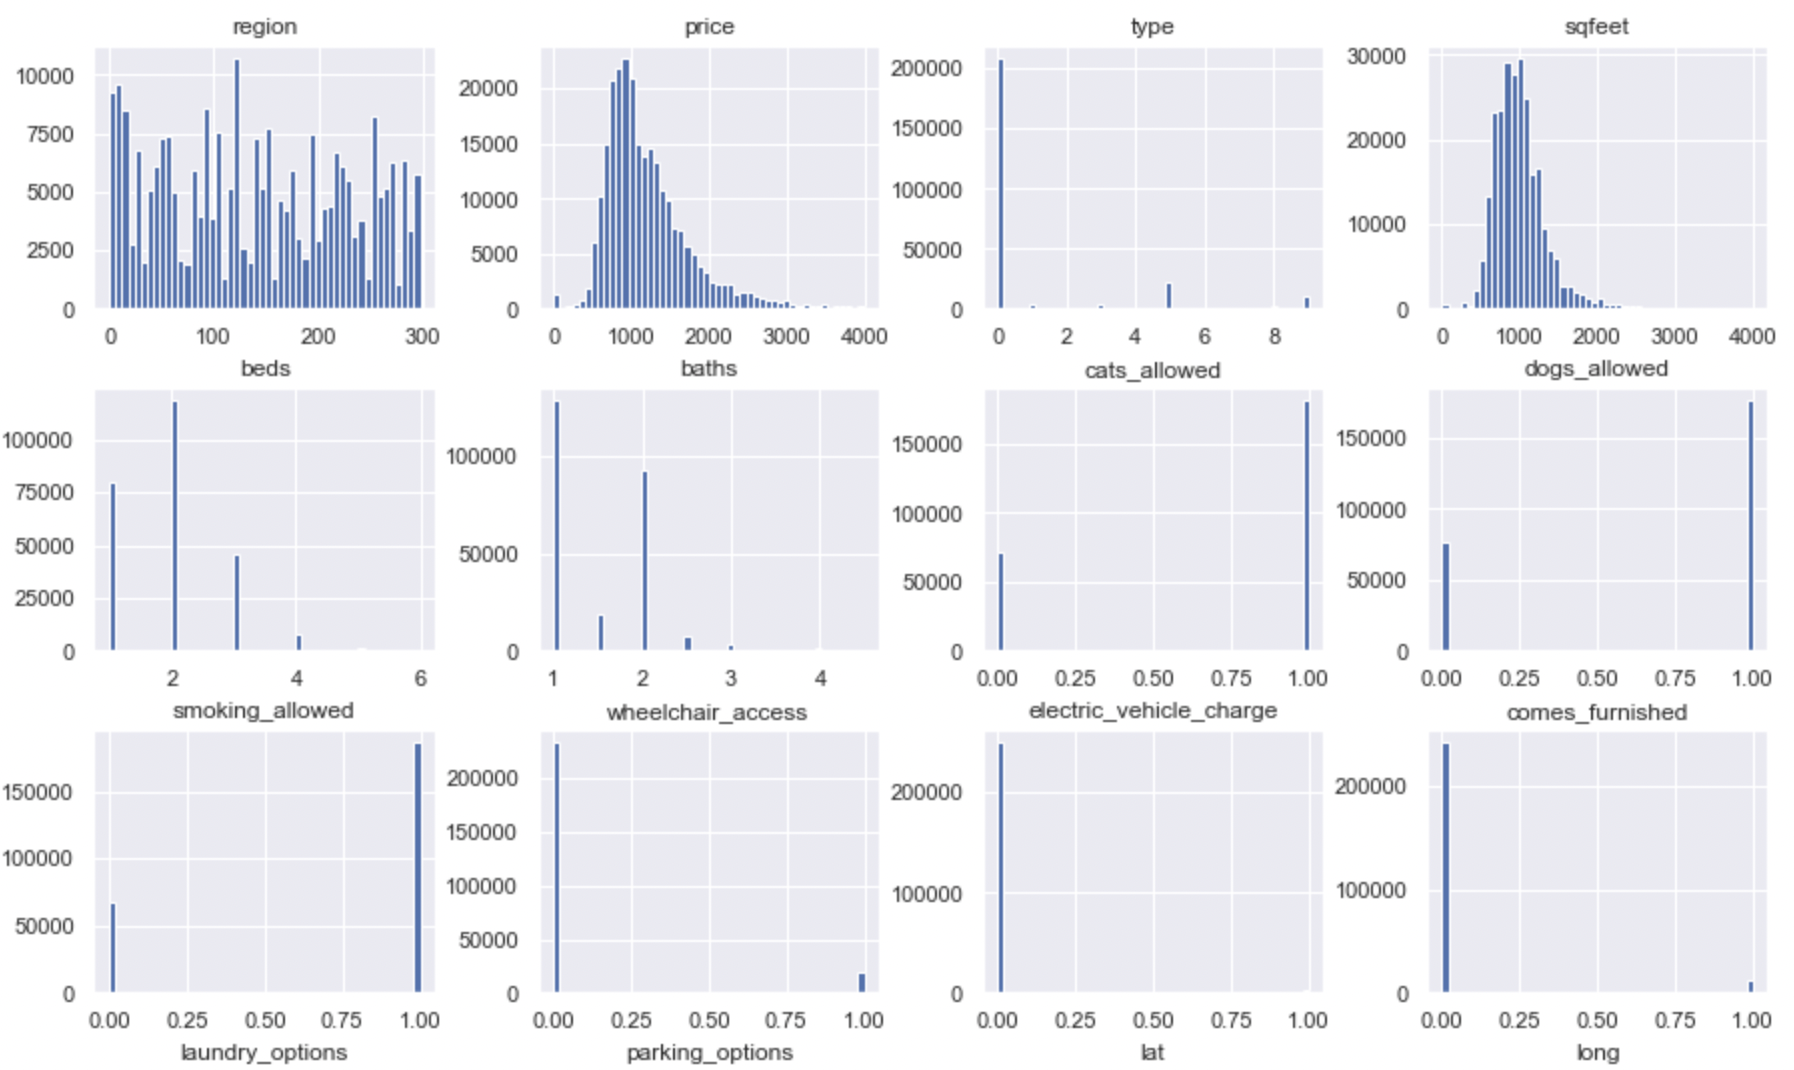 region price type sqfeet
10000 20000 200000 30000
7500 15000 150000 20000
5000 10000 100000 10000
2500 5000 50000
0 0 0 0
0 100 200 300 0 1000 2000 3000 4000 0 2 4 6 8 0 1000 2000 3000 4000
beds baths cats_allowed dogs_allowed
100000 100000 150000 150000
75000 50000 100000 100000
50000 50000 50000
25000
0 0 0 0
2 4 6 1 2 3 4 0.00 0.25 0.50 0.75 1.00 0.00 0.25 0.50 0.75 1.00
smoking_allowed wheelchair_access electric_vehicle_charge comes_furnished
150000 200000 200000 200000
100000 150000 100000 100000
50000 100000
50000
0 0 0 0
0.00 0.25 0.50 0.75 1.00 0.00 0.25 0.50 0.75 1.00 0.00 0.25 0.50 0.75 1.00 0.00 0.25 0.50 0.75 1.00
laundry_options parking_options lat long